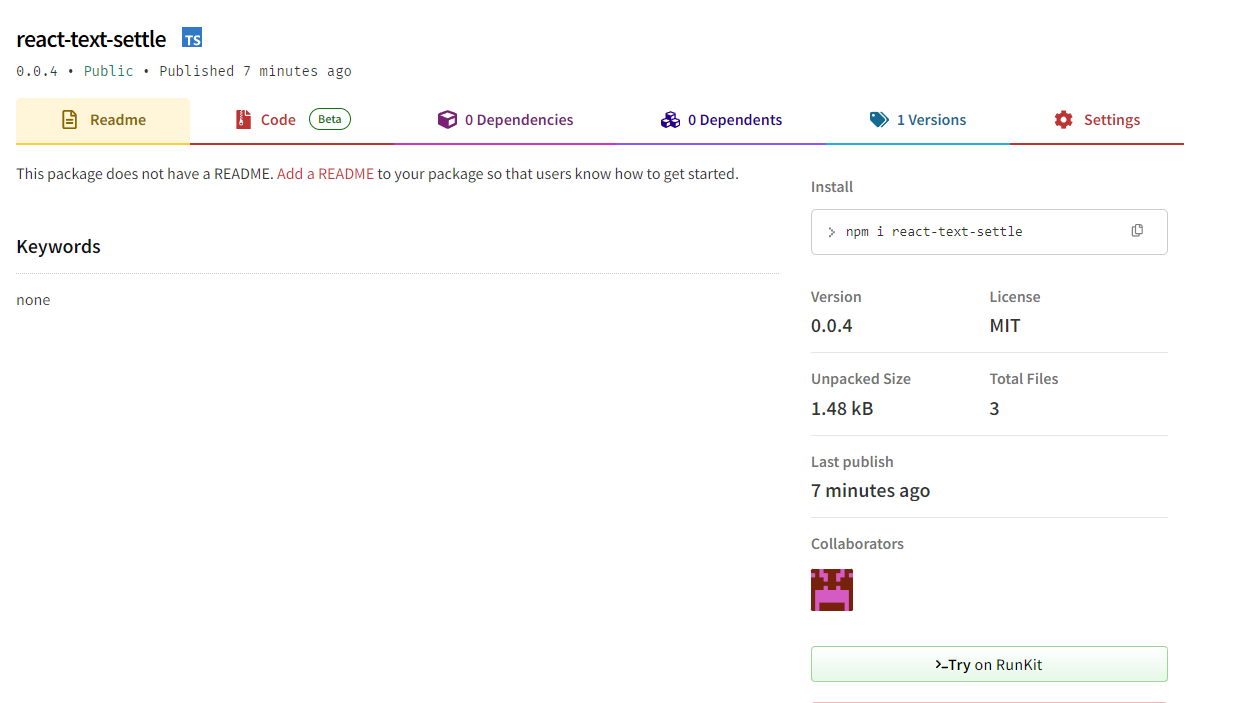 react-text-settle TS
0.0.4 • Public • Published 7 minutes ago
Readme
Code Beta
0 Dependencies
0 Dependents
1 Versions
Settings
This package does not have a README. Add a README to your package so that users know how to get started.
Keywords
none
Install
> npm i react-text-settle
Version
0.0.4
License
MIT
Unpacked Size
1.48 kB
Total Files
3
Last publish
7 minutes ago
Collaborators
Try on RunKit